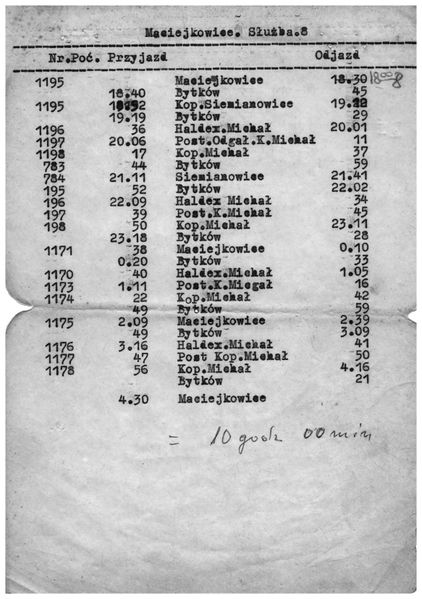 Maciejkowice. Służba.8
Nr.Poć. Przyjazd Odjazd
1195 Maciejkowice 18.30
18.40 Bytków 45
1195 Kop.Siemianowice 19.22
19.19 Bytków 29
1196 36 Haldex.Michał 20.01
1197 20.06 Post.Odgał.K.Michał 11
1198 17 Kop.Michał 37
783 44 Bytków 59
784 21.11 Siemianowice 21.41
195 52 Bytków 22.02
196 22.09 Haldex Michał 34
197 39 Post.K.Michał 45
198 50 Kop.Michał 23.11
23.18 Bytków 28
1171 38 Maciejkowice 0.10
0.20 Bytków 33
1170 40 Haldex.Michał 1.05
1173 1.11 Post.K.Miegał 16
1174 22 Kop.Michał 42
49 Bytków 59
1175 2.09 Maciejkowice 2.39
49 Bytków 3.09
1176 3.16 Haldex.Michał 41
1177 47 Post Kop.Michał 50
1178 56 Kop.Michał 4.16
Bytków 21
4.30 Maciejkowice
= 10 godz 00 min